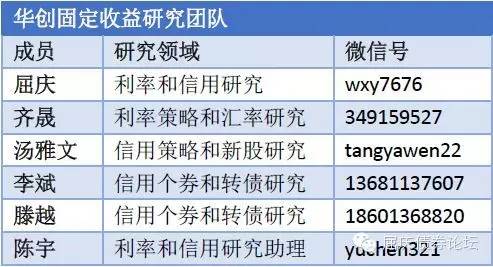 华创固定收益研究团队
成员 研究领域 微信号
屈庆 利率和信用研究 wxy7676
齐晟 利率策略和汇率研究 349159527
汤雅文 信用策略和新股研究 tangyawen22
李斌 信用个券和转债研究 13681137607
滕越 信用个券和转债研究 18601368820
陈宇 利率和信用研究助理 yuchen321
屈庆债券论坛